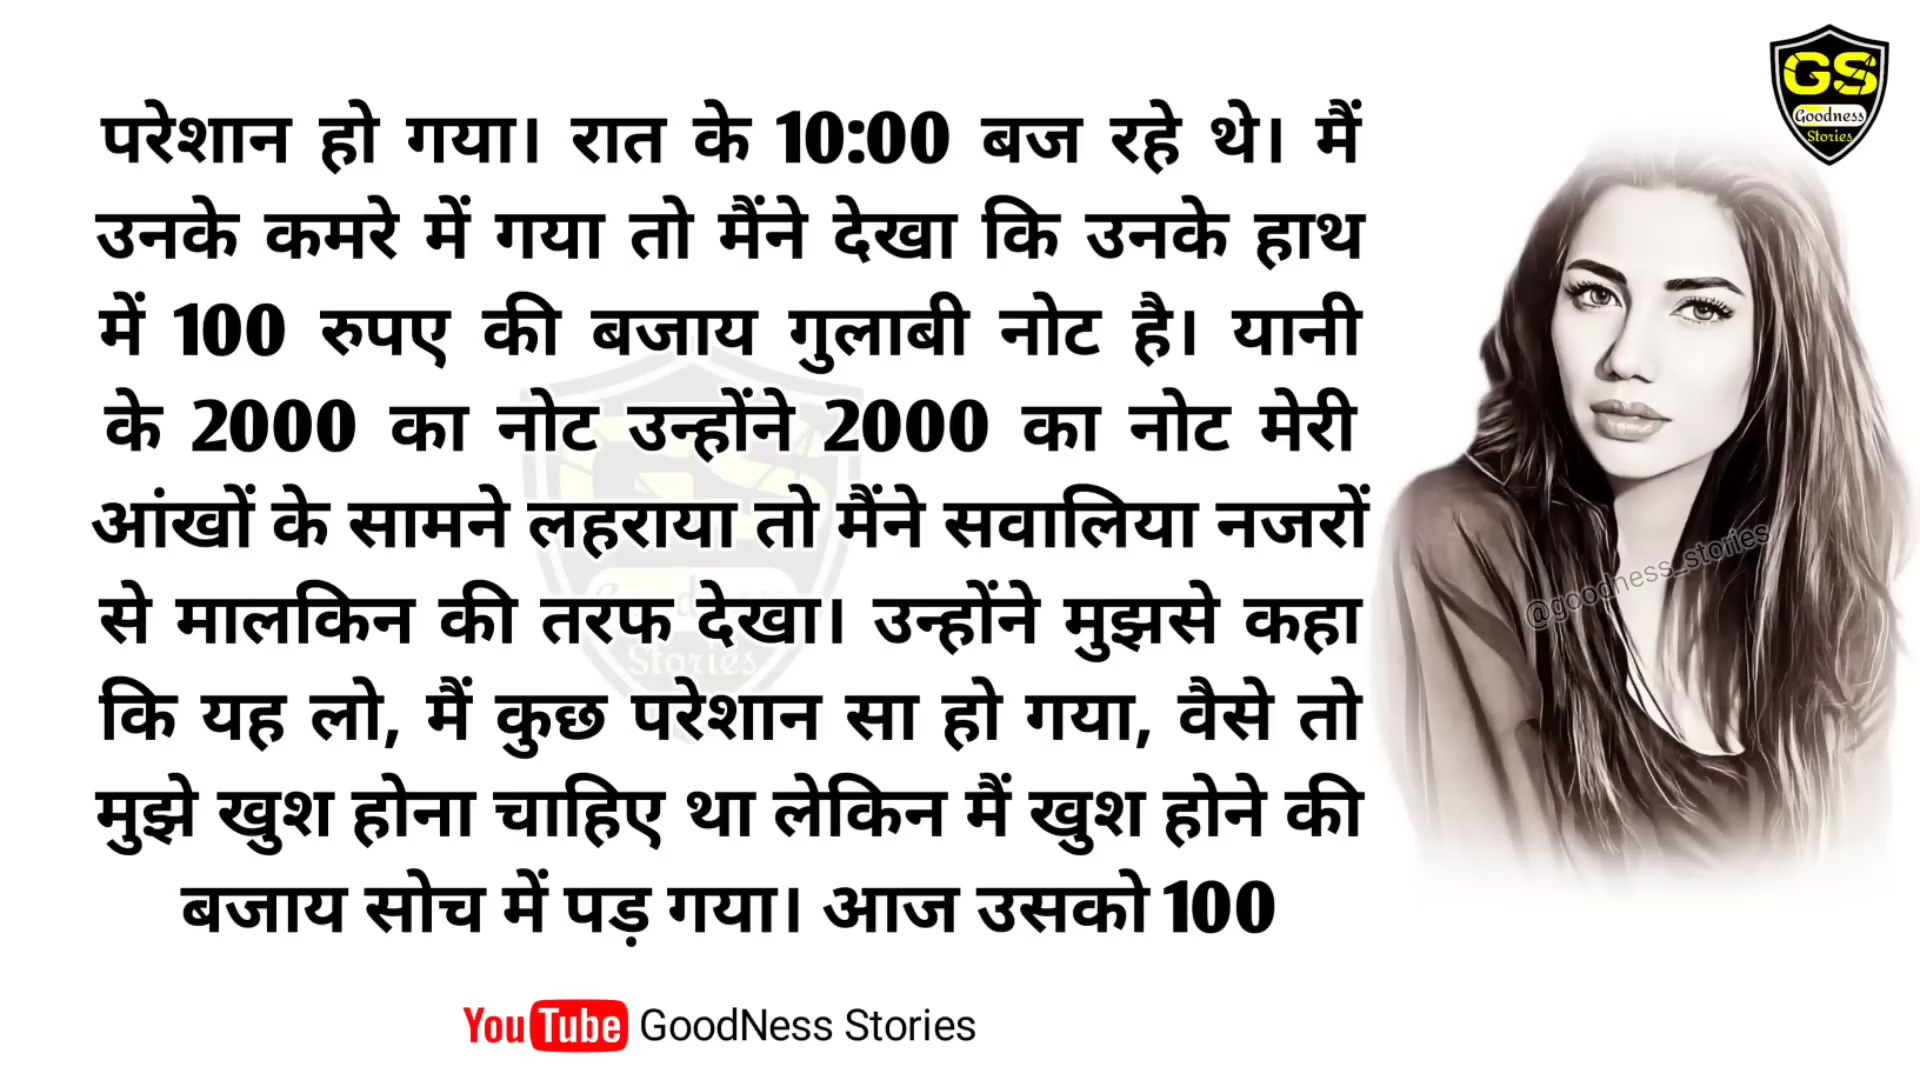 GS
Goodness
Stories
परेशान हो गया। रात के 10:00 बज रहे थे। मैं
उनके कमरे में गया तो मैंने देखा कि उनके हाथ
में 100 रुपए की बजाय गुलाबी नोट है। यानी
के 2000 का नोट उन्होंने 2000 का नोट मेरी
आंखों के सामने लहराया तो मैंने सवालिया नजरों
से मालकिन की तरफ देखा। उन्होंने मुझसे कहा
कि यह लो, मैं कुछ परेशान सा हो गया, वैसे तो
मुझे खुश होना चाहिए था लेकिन मैं खुश होने की
बजाय सोच में पड़ गया। आज उसको 100
@goodness_stories
Stories
YouTube GoodNess Stories